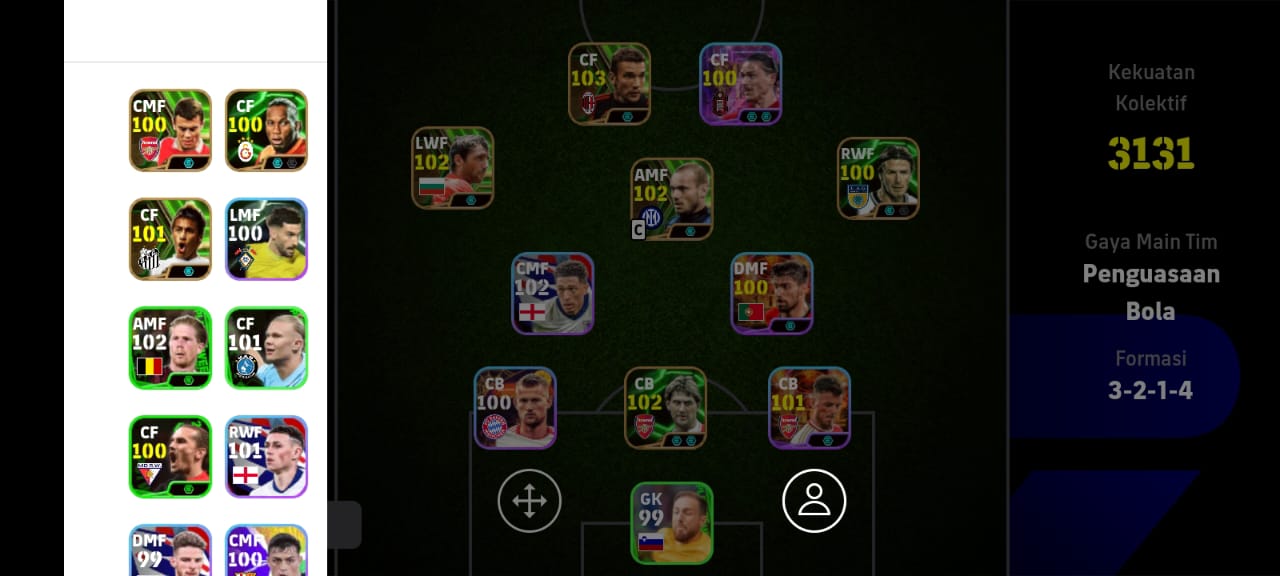 CMF
100
CF
100
CF
101
LMF
100
AMF
102
CF
101
CF
100
RWF
101
DMF
99
CMF
100
CF
103
CF
100
LWF
102
AMF
102
C
RWF
100
CMF
102
DMF
100
CB
100
CB
102
CB
101
GK
99
Kekuatan
Kolektif
3131
Gaya Main Tim
Penguasaan
Bola
Formasi
3-2-1-4